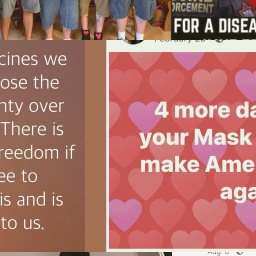 ORCEMENT
FOR A DISEA
cines we
ose the
nty over
There is
reedom if
ee to
is and is
to us.
4 more da
your Mask
make Ame
aga